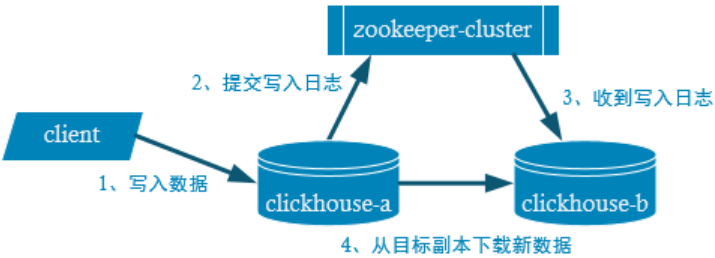 zookeeper-cluster
2、提交写入日志
3、收到写入日志
client
1、写入数据
clickhouse-a
clickhouse-b
4、从目标副本下载新数据